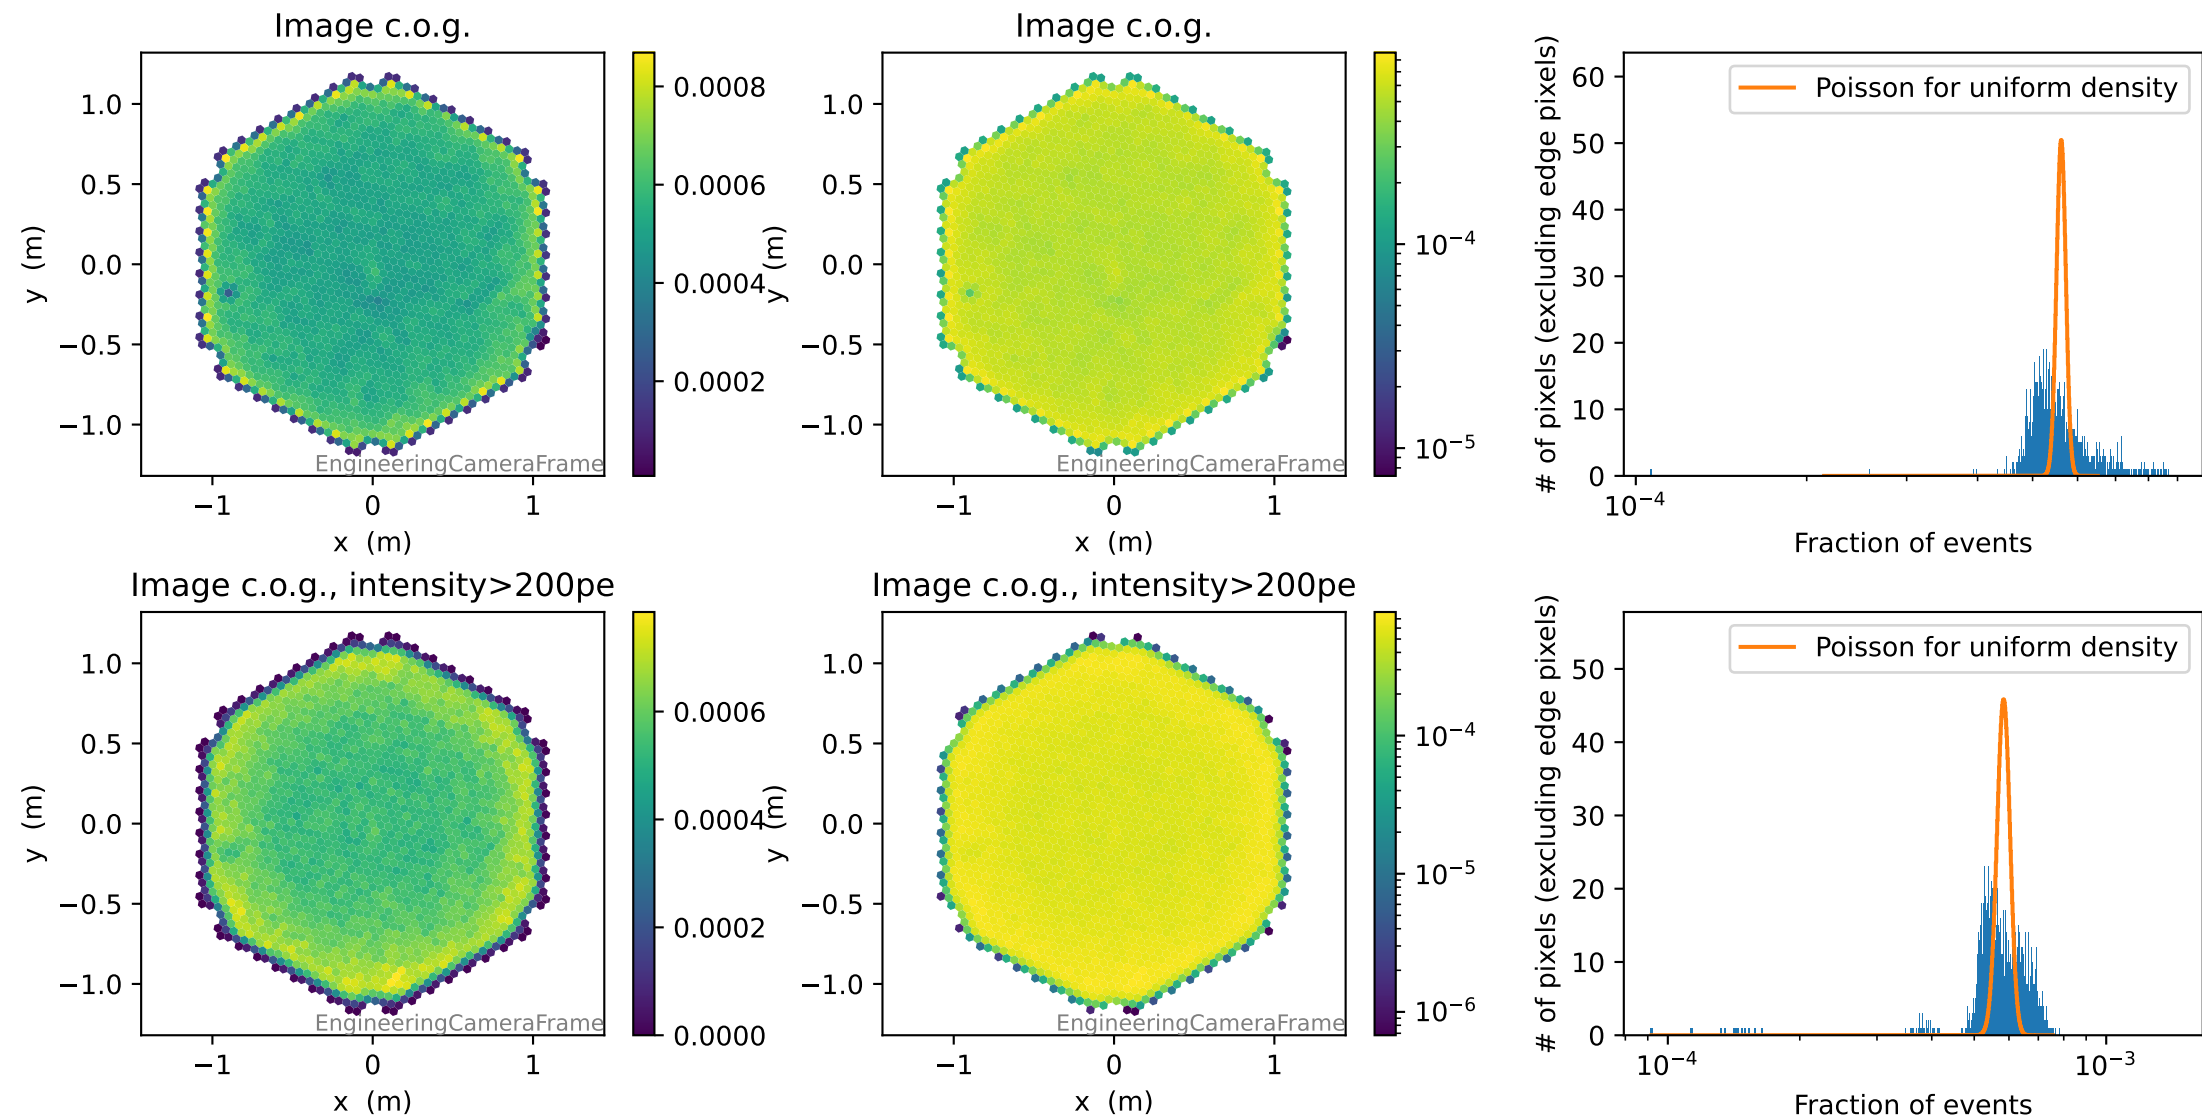 Image c.o.g.
1.0
0.5
0.0
−0.5
−1.0
y (m)
−1 0 1
x (m)
EngineeringCameraFrame
0.0008
0.0006
0.0004
0.0002
Image c.o.g.
1.0
0.5
0.0
−0.5
−1.0
y (m)
−1 0 1
x (m)
EngineeringCameraFrame
10⁻⁴
10⁻⁵
# of pixels (excluding edge pixels)
60
50
40
30
20
10
0
Poisson for uniform density
10⁻⁴
Fraction of events
Image c.o.g., intensity>200pe
1.0
0.5
0.0
−0.5
−1.0
y (m)
−1 0 1
x (m)
EngineeringCameraFrame
0.0006
0.0004
0.0002
0.0000
Image c.o.g., intensity>200pe
1.0
0.5
0.0
−0.5
−1.0
y (m)
−1 0 1
x (m)
EngineeringCameraFrame
10⁻⁴
10⁻⁵
10⁻⁶
# of pixels (excluding edge pixels)
50
40
30
20
10
0
Poisson for uniform density
10⁻⁴ 10⁻³
Fraction of events